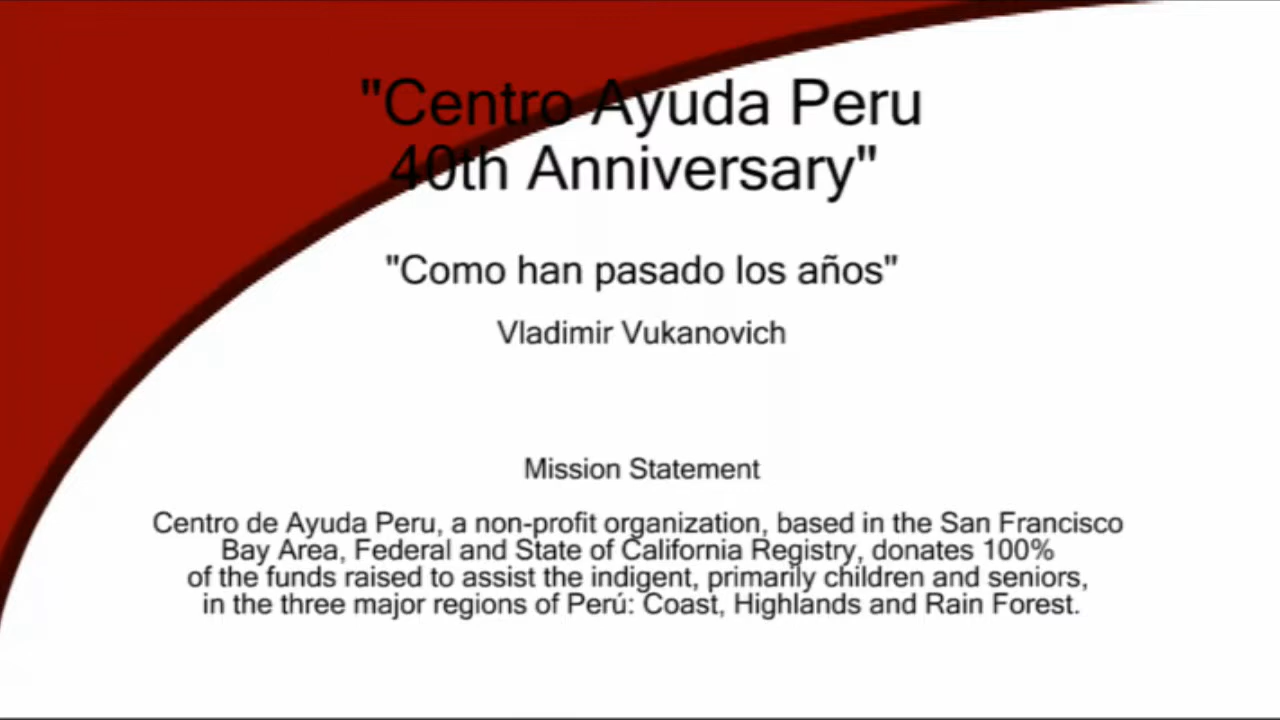 "Centro Ayuda Peru
40th Anniversary"
"Como han pasado los años"
Vladimir Vukanovich
Mission Statement
Centro de Ayuda Peru, a non-profit organization, based in the San Francisco
Bay Area, Federal and State of California Registry, donates 100%
of the funds raised to assist the indigent, primarily children and seniors,
in the three major regions of Perú: Coast, Highlands and Rain Forest.